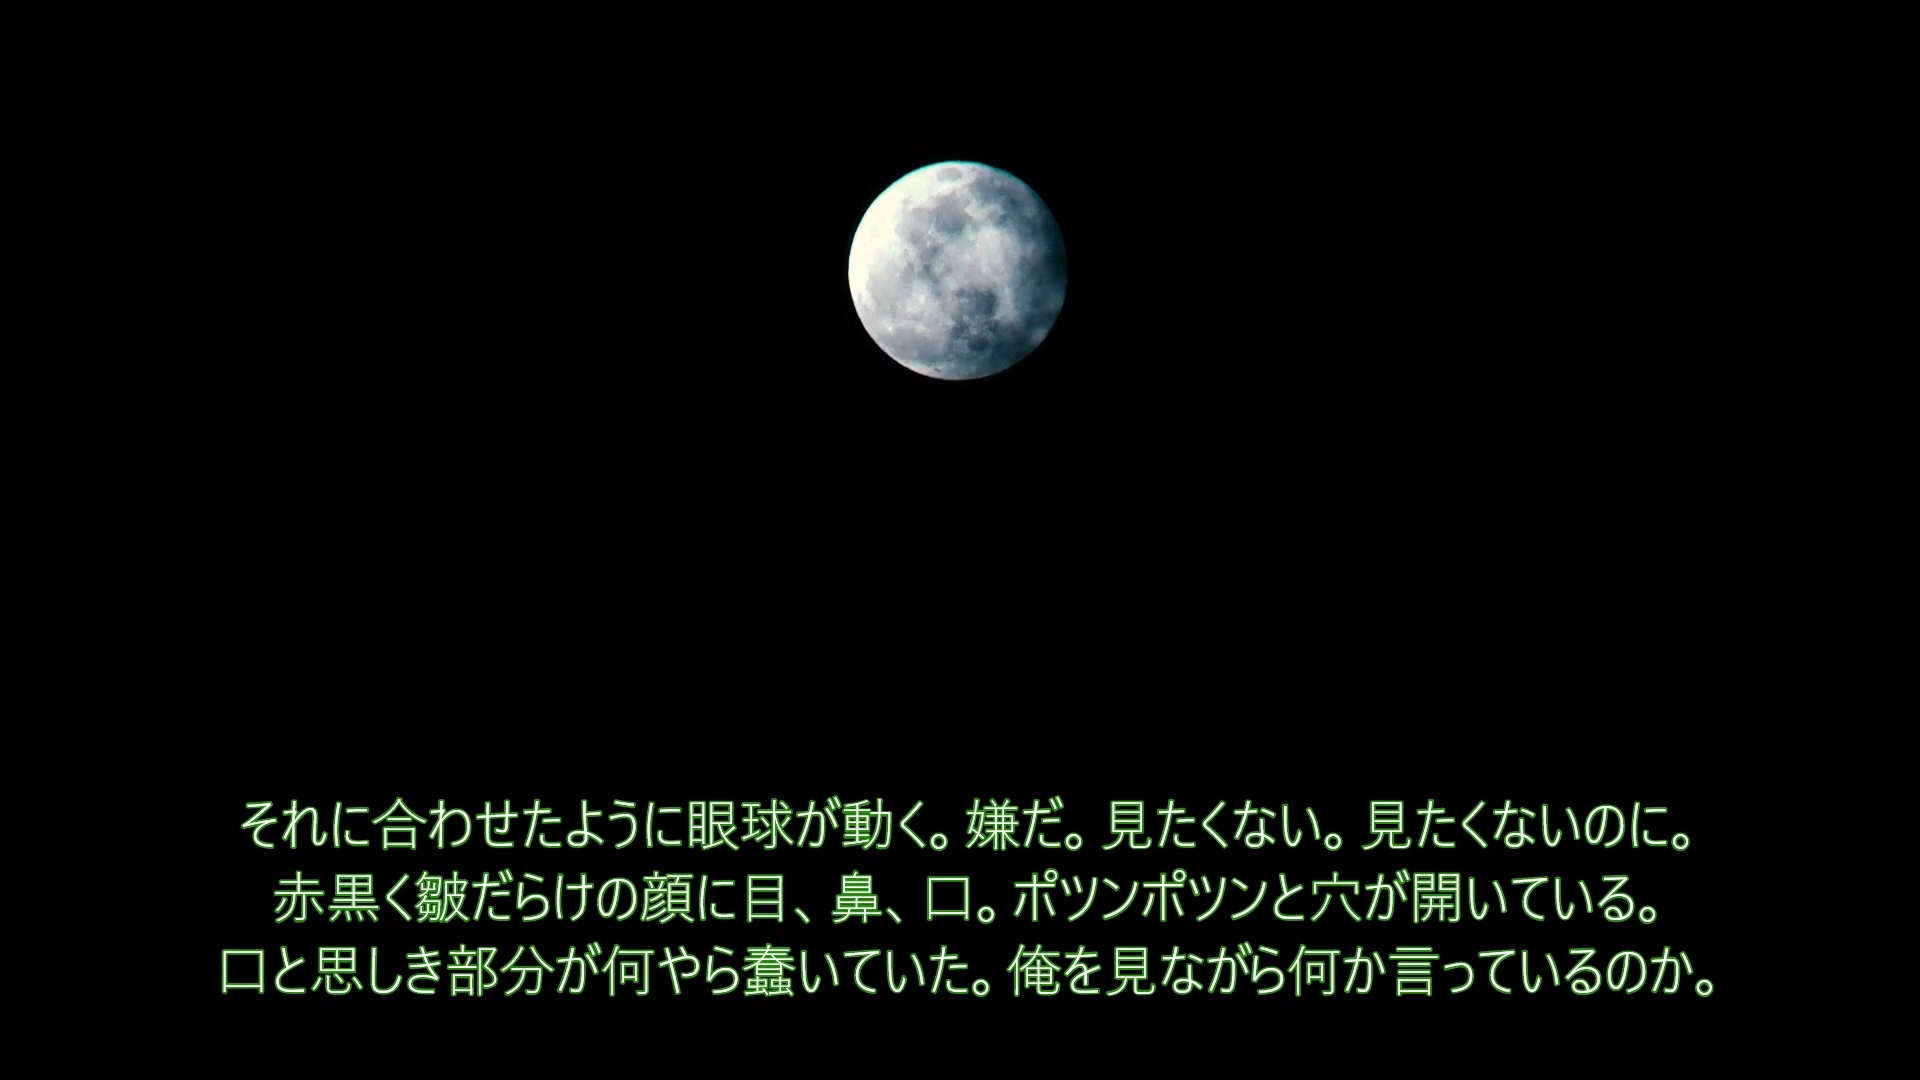 それに合わせたように眼球が動く。嫌だ。見たくない。見たくないのに。
赤黒く皺だらけの顔に目、鼻、口。ポツンポツンと穴が開いている。
口と思しき部分が何やら蠢いていた。俺を見ながら何か言っているのか。